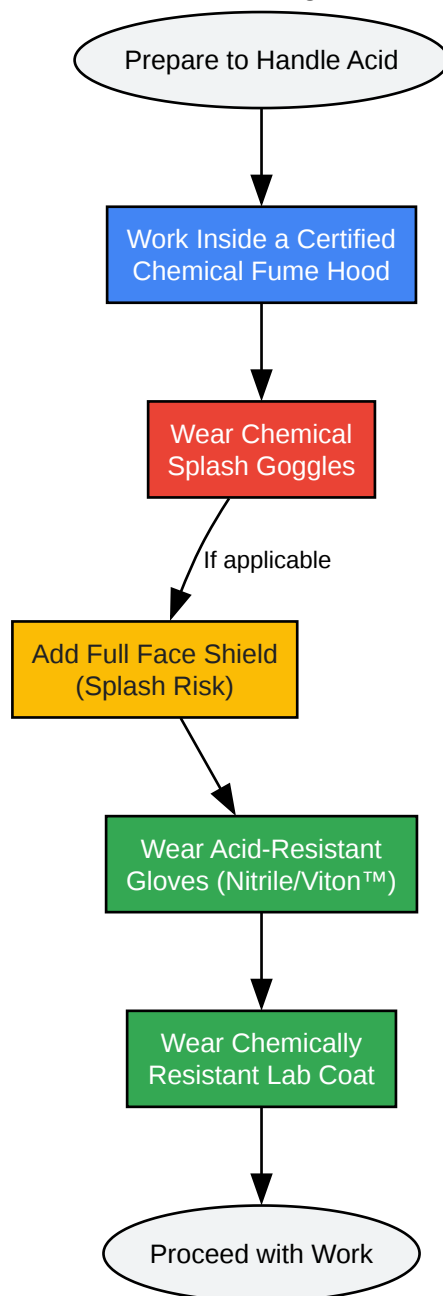 Prepare to Handle Acid
Work Inside a Certified
Chemical Fume Hood
Wear Chemical
Splash Goggles
If applicable
Add Full Face Shield
(Splash Risk)
Wear Acid-Resistant
Gloves (Nitrile/Viton™)
Wear Chemically
Resistant Lab Coat
Proceed with Work